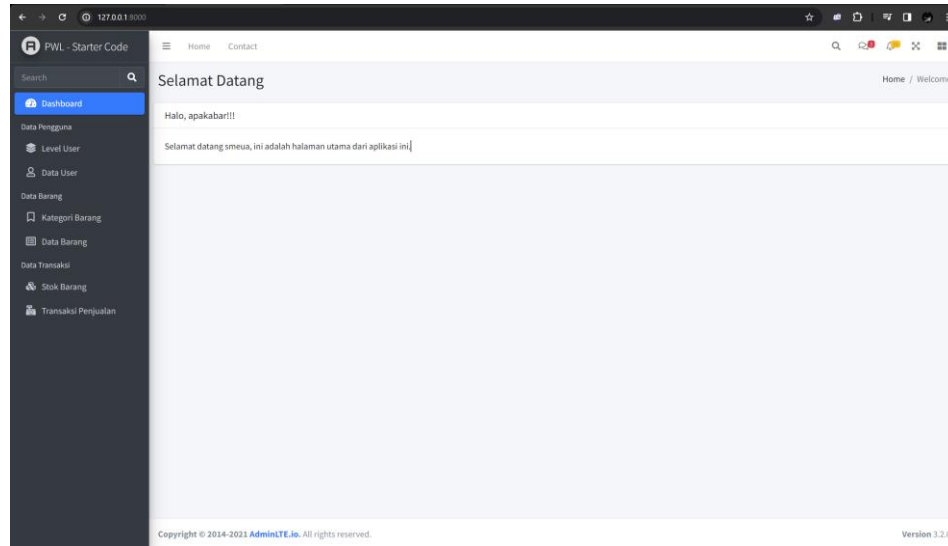 127.0.0.1:8000
PWL - Starter Code
Home Contact
Search
Selamat Datang
Home / Welcom
Dashboard
Halo, apakabar!!!
Data Pengguna
Selamat datang smeua, ini adalah halaman utama dari aplikasi ini.
Level User
Data User
Data Barang
Kategori Barang
Data Barang
Data Transaksi
Stok Barang
Transaksi Penjualan
Copyright © 2014-2021 AdminLTE.io. All rights reserved.
Version 3.2.